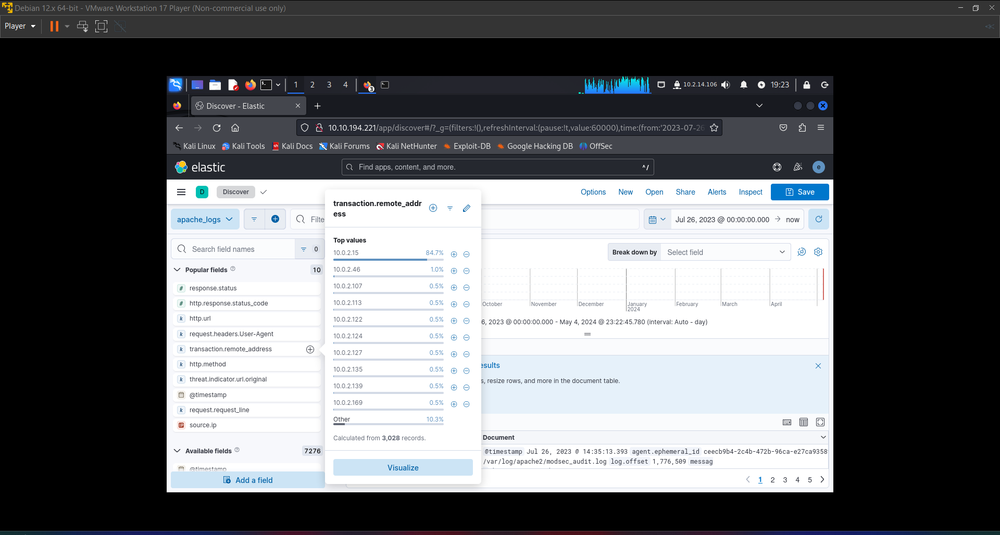 Debian 12.x 64-bit - VMware Workstation 17 Player (Non-commercial use only)
Player
1 2 3 4 3 10.2.14.106 19:23
Discover - Elastic
10.10.194.221/app/discover#/?_g=(filters:!(),refreshInterval:(pause:!t,value:60000),time:(from:'2023-07-26
Kali Linux Kali Tools Kali Docs Kali Forums Kali NetHunter Exploit-DB Google Hacking DB OffSec
elastic Find apps, content, and more. ^/ e
D Discover Options New Open Share Alerts Inspect Save
transaction.remote_addr
ess
apache_logs Filte Jul 26, 2023 @ 00:00:00.000 → now
Search field names 0
Break down by Select field
Popular fields 10
response.status
http.response.status_code
http.url
request.headers.User-Agent
transaction.remote_address
http.method
threat.indicator.url.original
@timestamp
request.request_line
source.ip
Available fields 7276
@timestamp
Add a field
Top values
10.0.2.15 84.7%
10.0.2.46 1.0%
10.0.2.107 0.5%
10.0.2.113 0.5%
10.0.2.122 0.5%
10.0.2.124 0.5%
10.0.2.127 0.5%
10.0.2.135 0.5%
10.0.2.139 0.5%
10.0.2.169 0.5%
Other 10.3%
Calculated from 3,028 records.
Visualize
October November December January February March April
2024
6, 2023 @ 00:00:00.000 - May 4, 2024 @ 23:22:45.780 (interval: Auto - day)
esults
s, resize rows, and more in the document table.
Document
@timestamp Jul 26, 2023 @ 14:35:13.393 agent.ephemeral_id ceecb9b4-2c4b-472b-96ca-e27ca9358
/var/log/apache2/modsec_audit.log log.offset 1,776,509 messag
1 2 3 4 5